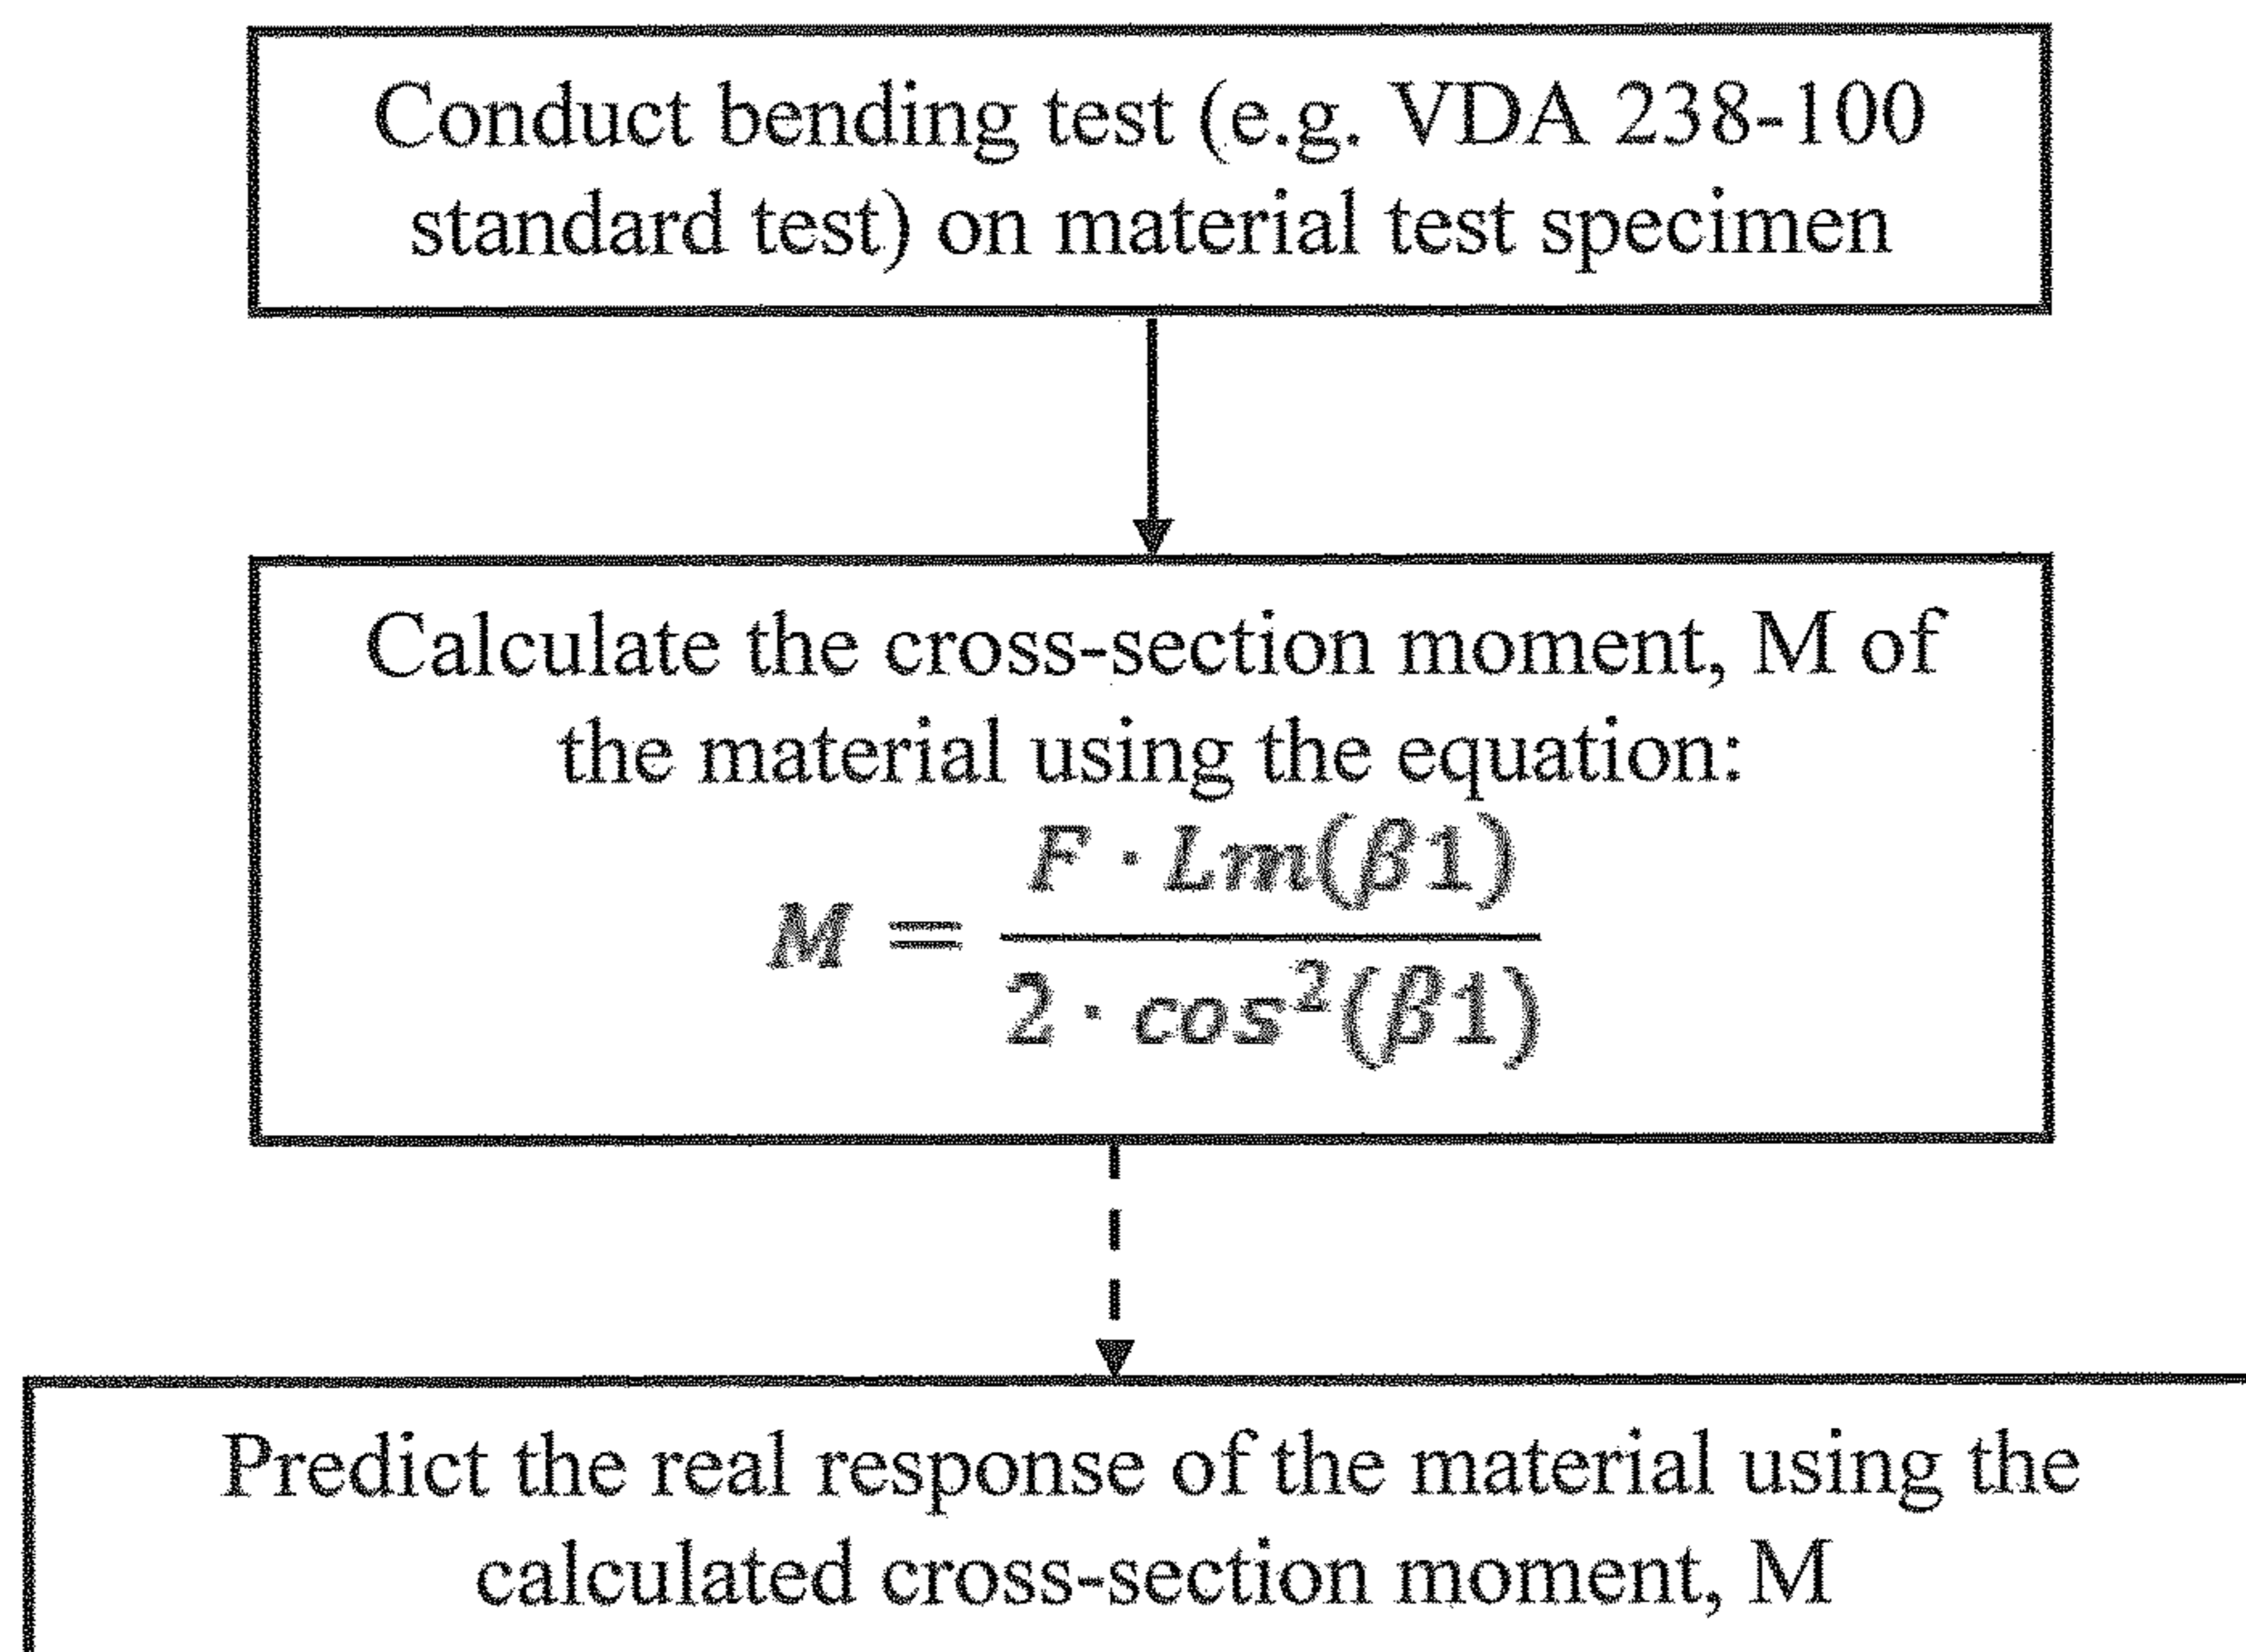 Conduct bending test (e.g. VDA 238-100
standard test) on material test specimen
Calculate the cross-section moment, M of
the material using the equation:
M = F · Lm(β1) / 2 · cos²(β1)
Predict the real response of the material using the
calculated cross-section moment, M